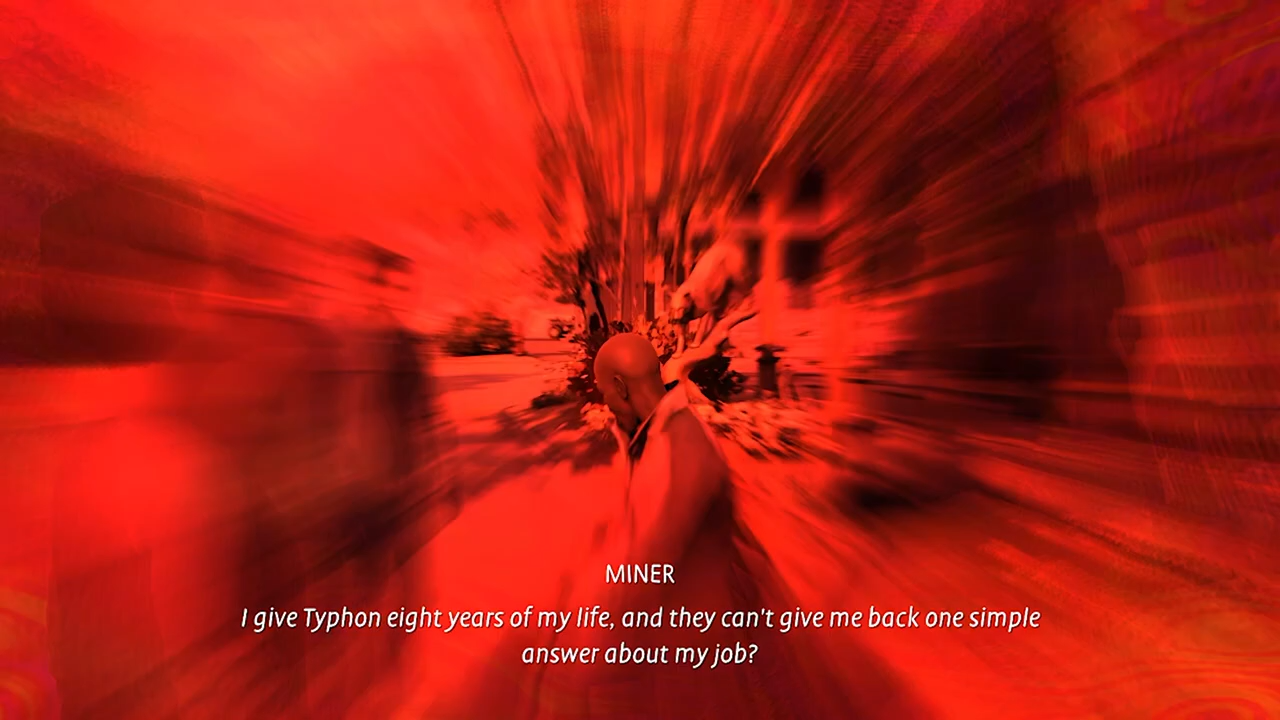 MINER
I give Typhon eight years of my life, and they can't give me back one simple
answer about my job?